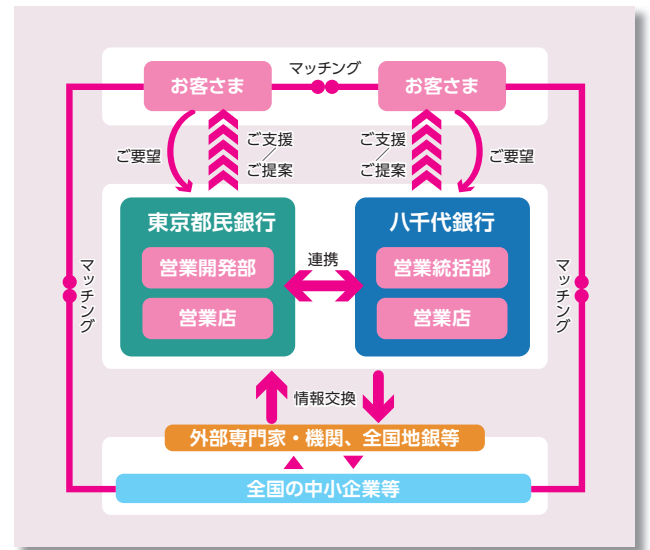 マッチング
お客さま
お客さま
ご要望
ご支援
／
ご提案
ご支援
／
ご提案
ご要望
東京都民銀行
八千代銀行
営業開発部
営業店
連携
営業統括部
営業店
マッチング
マッチング
情報交換
外部専門家・機関、全国地銀等
全国の中小企業等